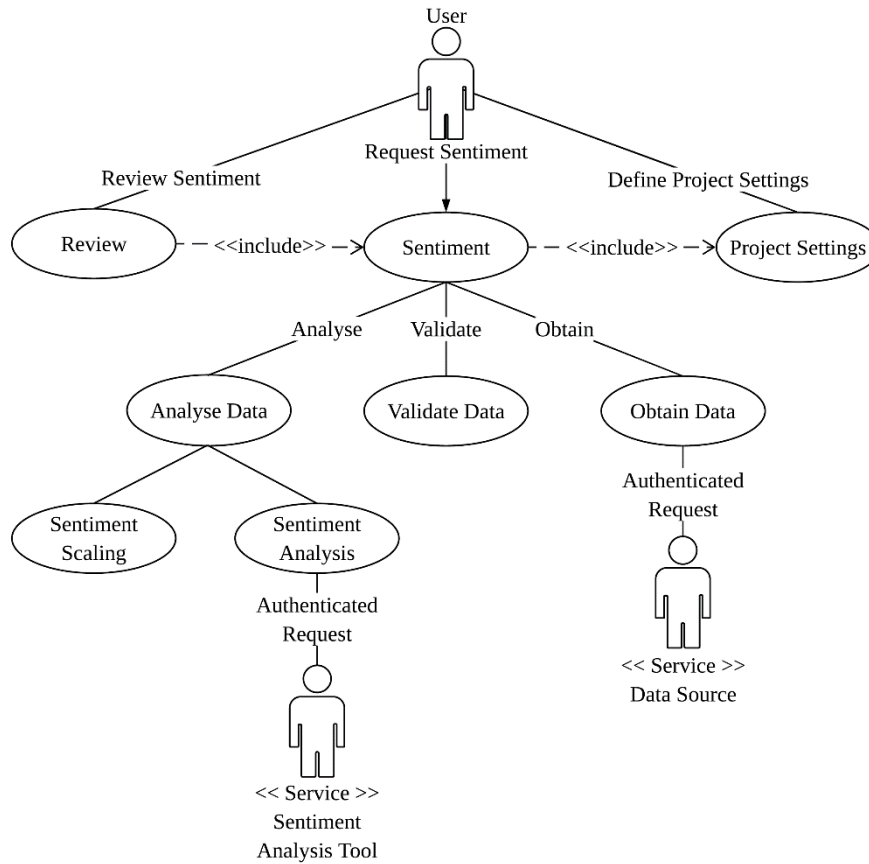 User
Request Sentiment
Review Sentiment
Define Project Settings
Review
<<include>>
Sentiment
<<include>>
Project Settings
Analyse
Validate
Obtain
Analyse Data
Validate Data
Obtain Data
Sentiment
Scaling
Sentiment
Analysis
Authenticated
Request
Authenticated
Request
<< Service >>
Data Source
<< Service >>
Sentiment
Analysis Tool